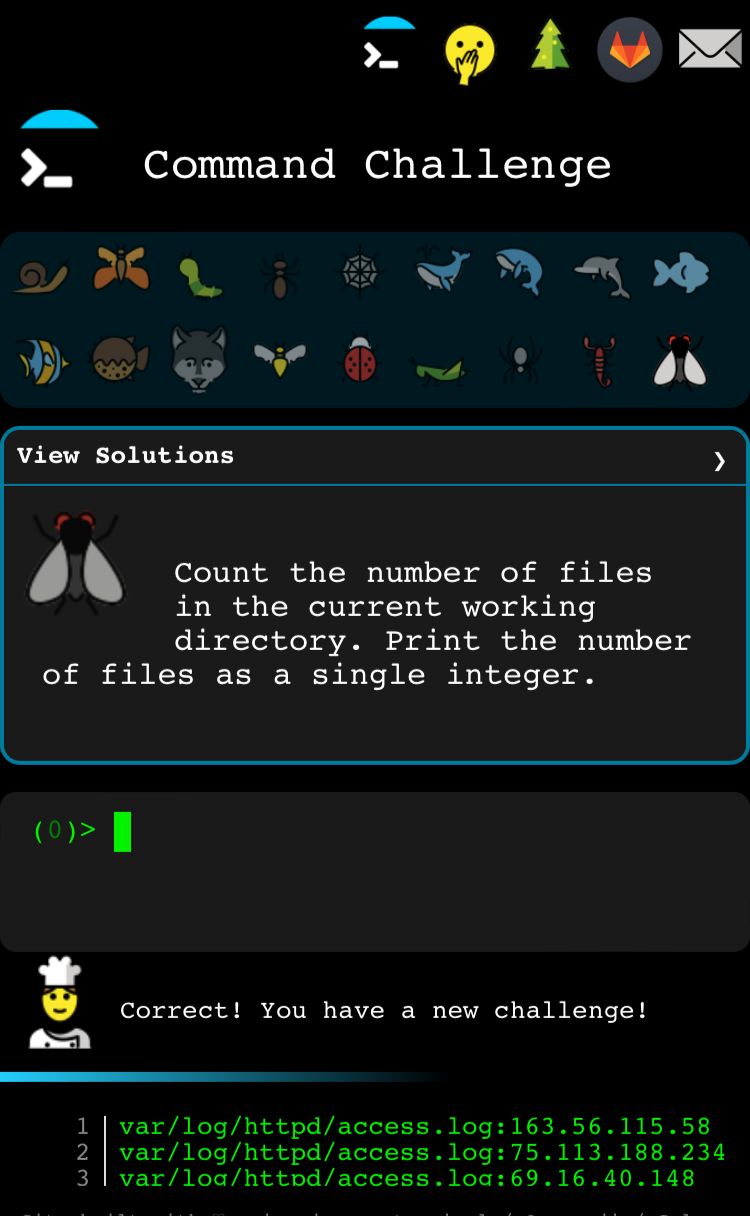 Command Challenge
View Solutions ❯
Count the number of files
in the current working
directory. Print the number
of files as a single integer.
(0)>
Correct! You have a new challenge!
1 var/log/httpd/access.log:163.56.115.58
2 var/log/httpd/access.log:75.113.188.234
3 var/log/httpd/access.log:69.16.40.148